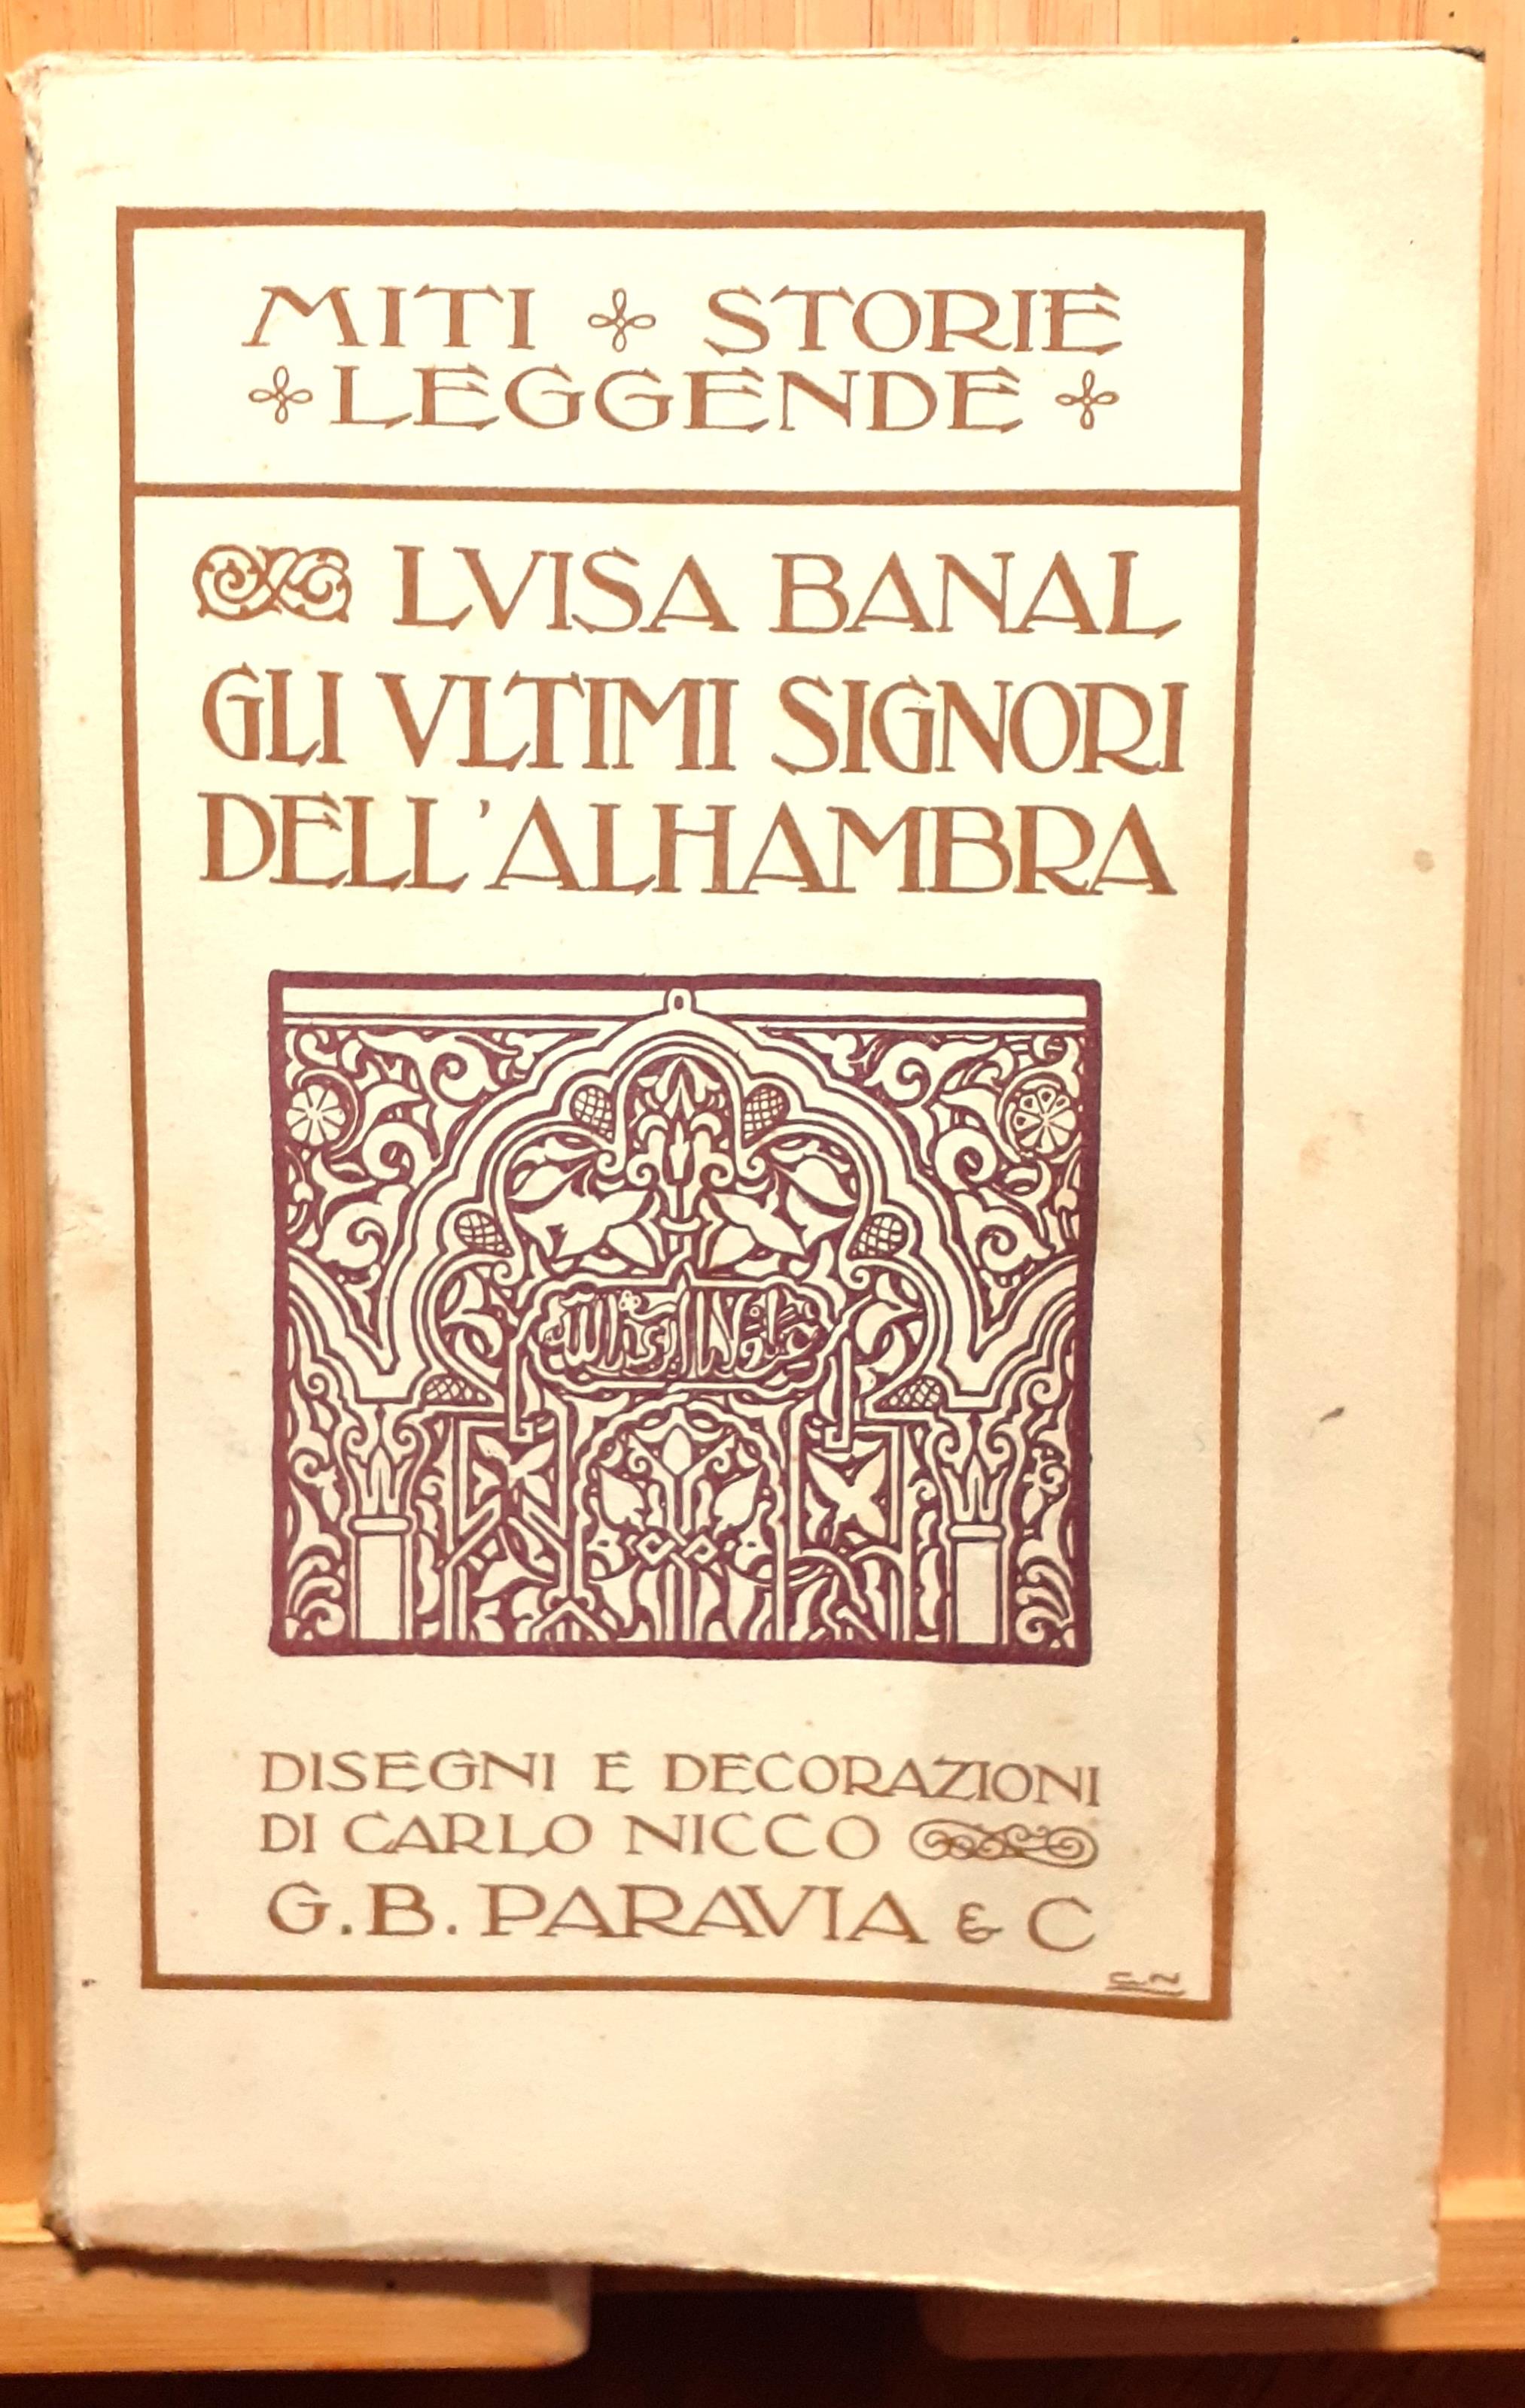 MITI STORIE
LEGGENDE
LVISA BANAL
GLI VLTIMI SIGNORI
DELL'ALHAMBRA
DISEGNI E DECORAZIONI
DI CARLO NICCO
G.B. PARAVIA & C
C.N